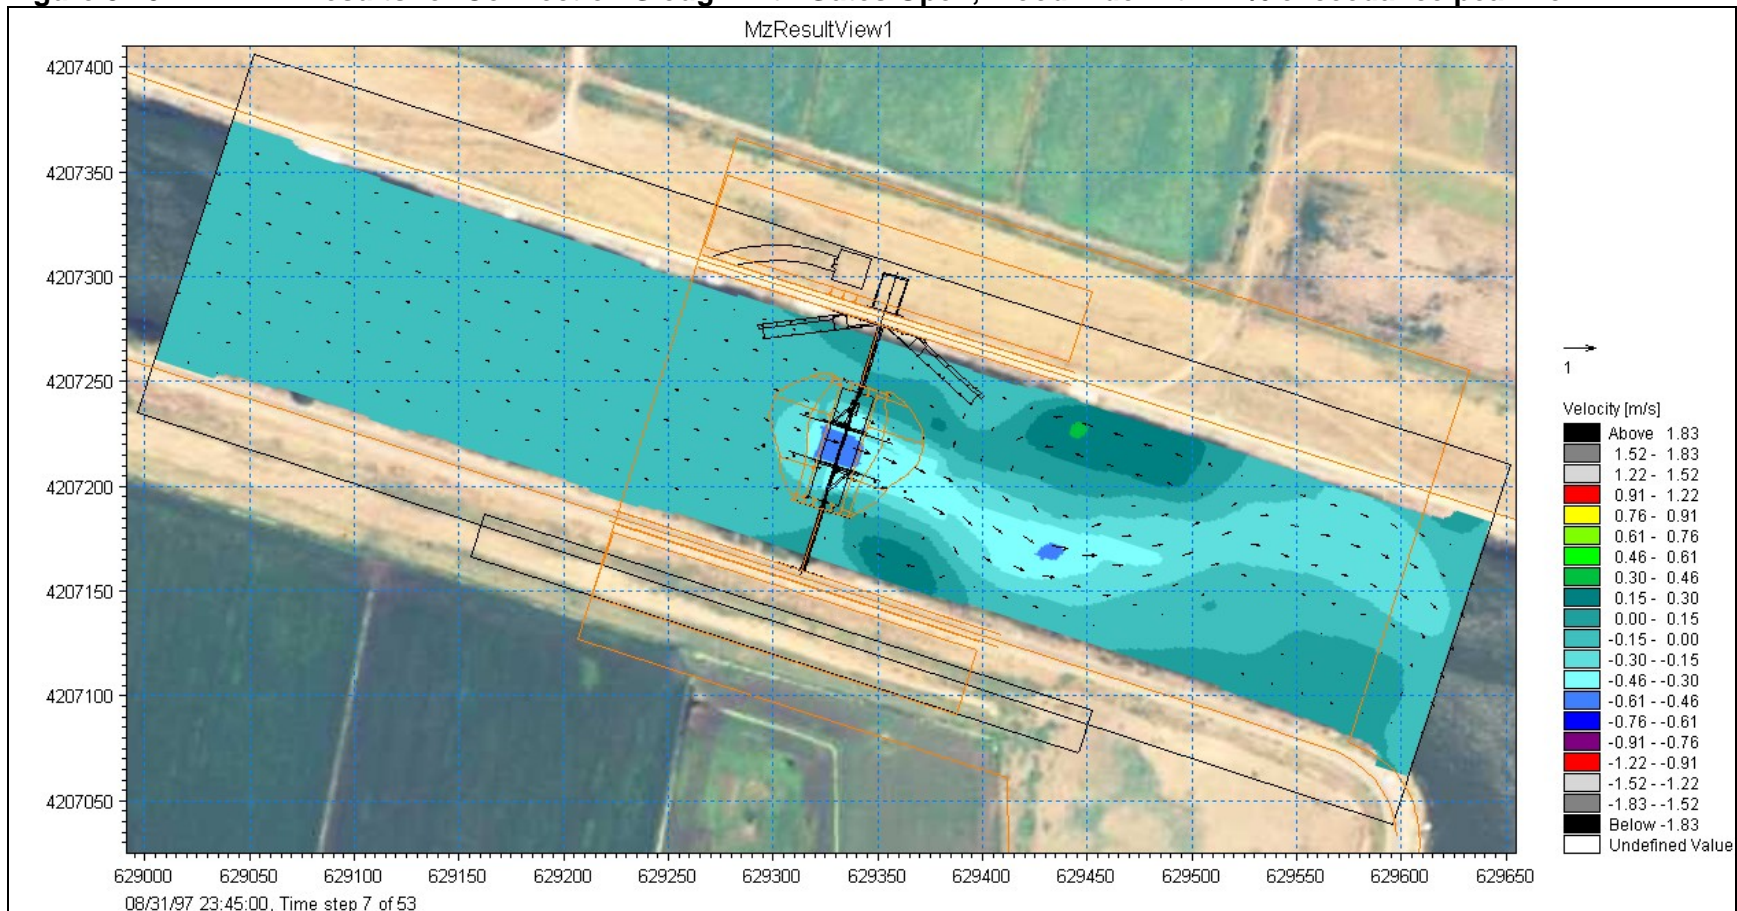 MzResultView1
4207400
4207350
4207300
4207250
4207200
4207150
4207100
4207050
629000 629050 629100 629150 629200 629250 629300 629350 629400 629450 629500 629550 629600 629650
08/31/97 23:45:00, Time step 7 of 53
1
Velocity [m/s]
Above 1.83
1.52 - 1.83
1.22 - 1.52
0.91 - 1.22
0.76 - 0.91
0.61 - 0.76
0.46 - 0.61
0.30 - 0.46
0.15 - 0.30
0.00 - 0.15
-0.15 - 0.00
-0.30 - -0.15
-0.46 - -0.30
-0.61 - -0.46
-0.76 - -0.61
-0.91 - -0.76
-1.22 - -0.91
-1.52 - -1.22
-1.83 - -1.52
Below -1.83
Undefined Value